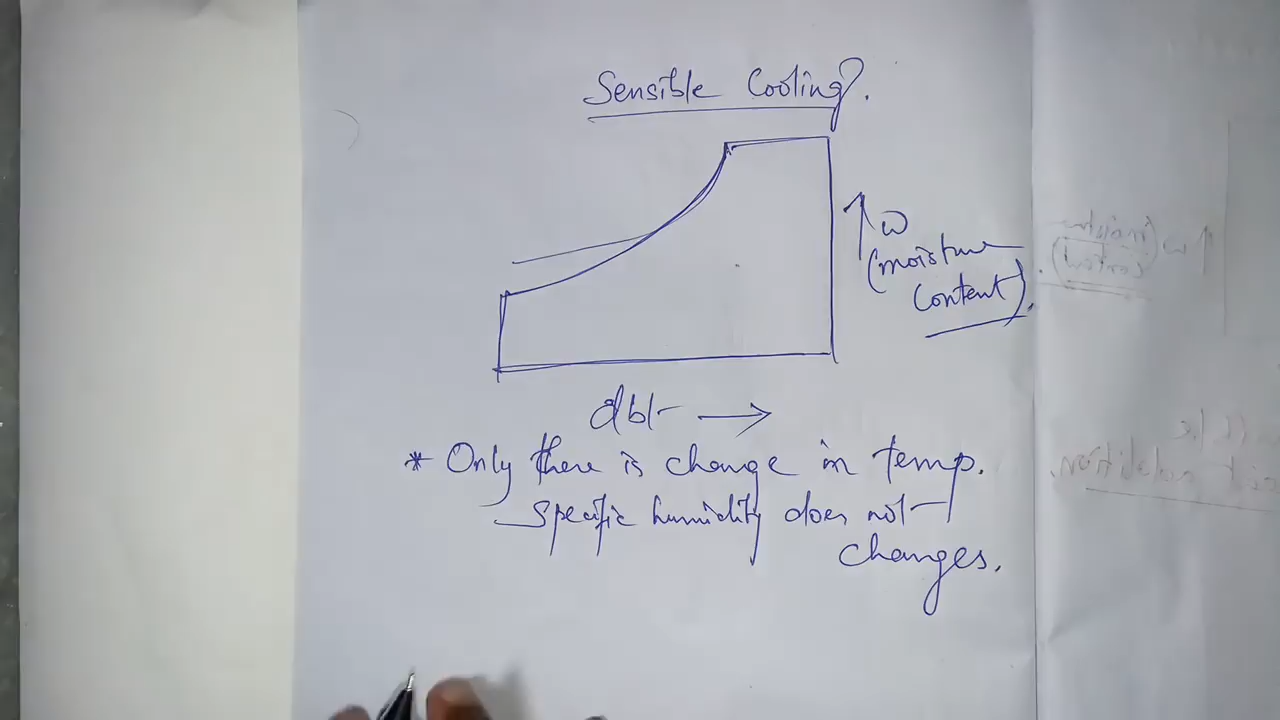 Sensible Cooling?.
↑ ω
(moisture
content).
dbt →
* Only there is change in temp.
specific humidity does not
changes.